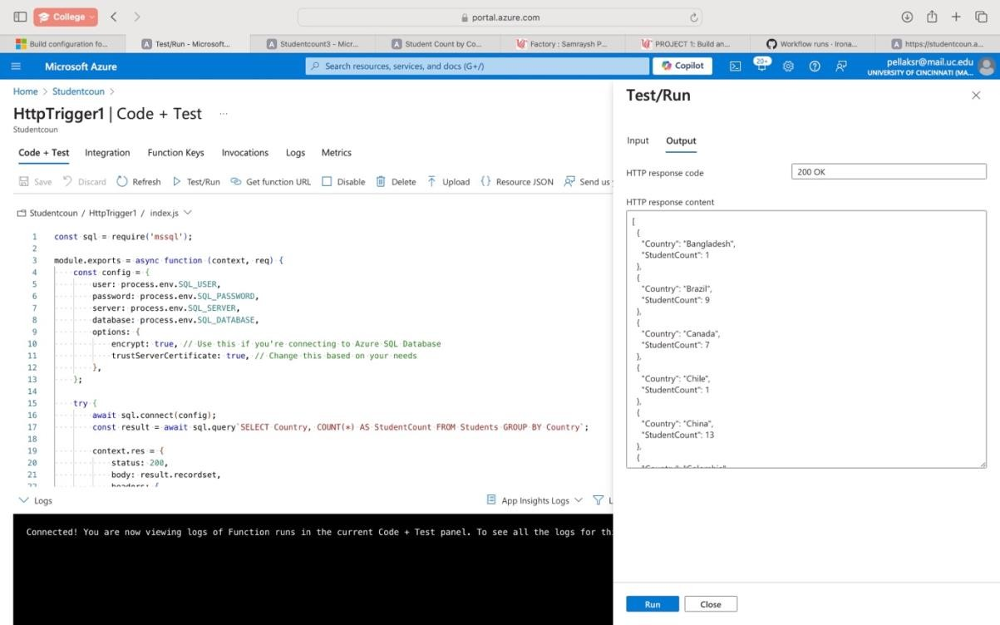 College
portal.azure.com
Build configuration fo...
Test/Run - Microsoft...
Studentcount3 - Micr...
Student Count by Co...
Factory : Samraysh P...
PROJECT 1: Build an...
Workflow runs · Irona...
https://studentcoun.a...
Microsoft Azure
Search resources, services, and docs (G+/)
Copilot
20+
pellaksr@mail.uc.edu
UNIVERSITY OF CINCINNATI (MA...
Home > Studentcoun >
HttpTrigger1 | Code + Test ...
Studentcoun
Code + Test Integration Function Keys Invocations Logs Metrics
Save Discard Refresh Test/Run Get function URL Disable Delete Upload Resource JSON Send us
Studentcoun / HttpTrigger1 / index.js
1 const sql = require('mssql');
2
3 module.exports = async function (context, req) {
4 const config = {
5 user: process.env.SQL_USER,
6 password: process.env.SQL_PASSWORD,
7 server: process.env.SQL_SERVER,
8 database: process.env.SQL_DATABASE,
9 options: {
10 encrypt: true, // Use this if you're connecting to Azure SQL Database
11 trustServerCertificate: true, // Change this based on your needs
12 },
13 };
14
15 try {
16 await sql.connect(config);
17 const result = await sql.query`SELECT Country, COUNT(*) AS StudentCount FROM Students GROUP BY Country`;
18
19 context.res = {
20 status: 200,
21 body: result.recordset,
22 headers: {
Logs
App Insights Logs
L
Connected! You are now viewing logs of Function runs in the current Code + Test panel. To see all the logs for thi
Test/Run
Input Output
HTTP response code
200 OK
HTTP response content
[
{
"Country": "Bangladesh",
"StudentCount": 1
},
{
"Country": "Brazil",
"StudentCount": 9
},
{
"Country": "Canada",
"StudentCount": 7
},
{
"Country": "Chile",
"StudentCount": 1
},
{
"Country": "China",
"StudentCount": 13
},
{
"Country": "Colombia",
Run
Close